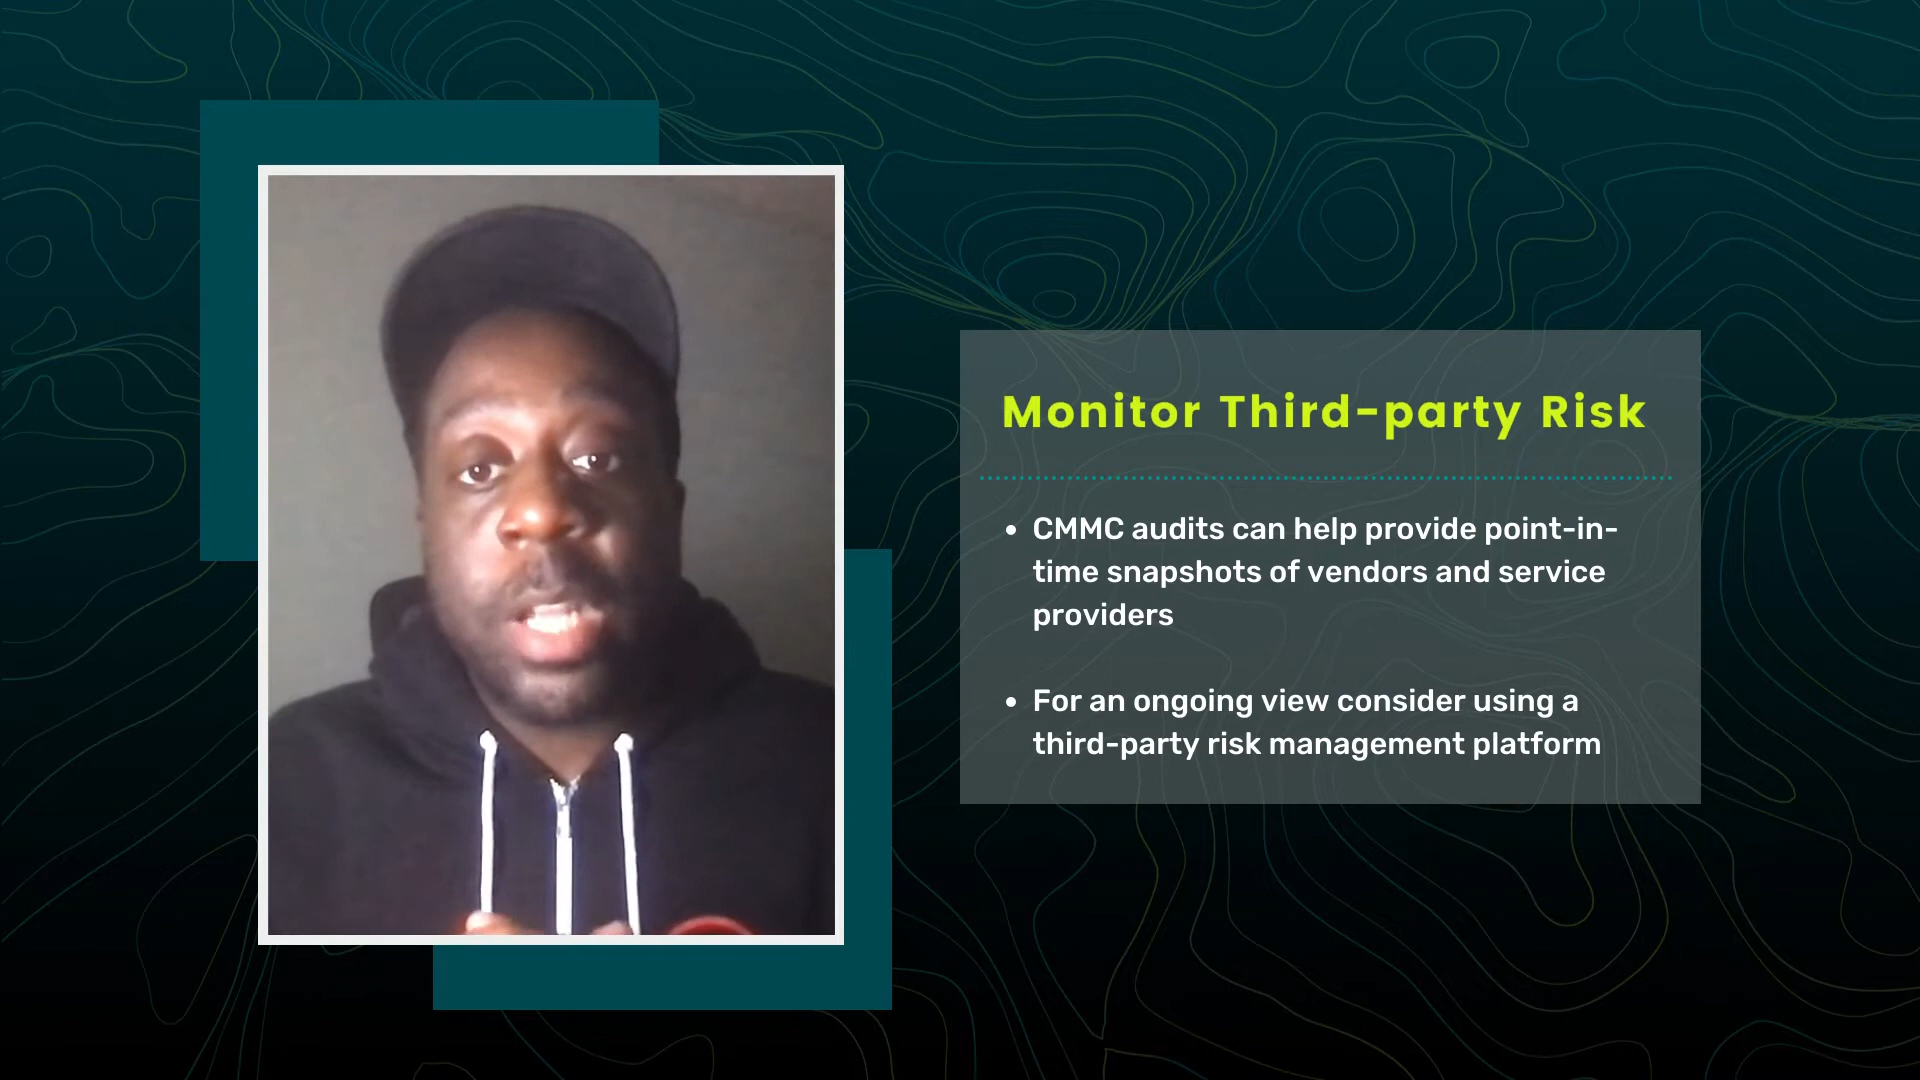 Monitor Third-party Risk
• CMMC audits can help provide point-in-
time snapshots of vendors and service
providers
• For an ongoing view consider using a
third-party risk management platform